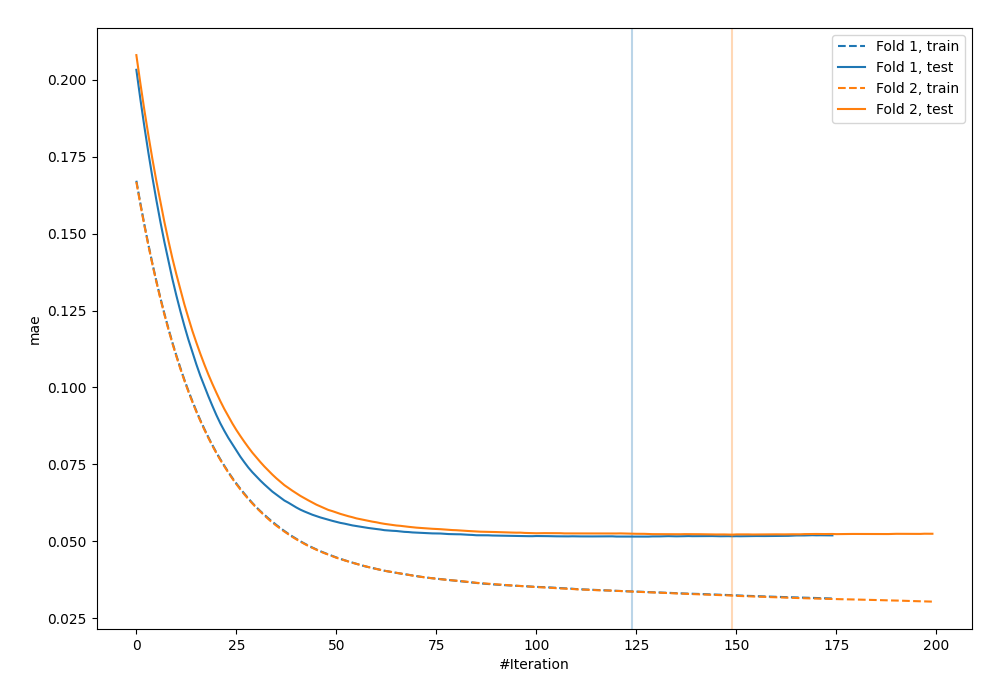 Fold 1, train
Fold 1, test
Fold 2, train
Fold 2, test
mae
0.200
0.175
0.150
0.125
0.100
0.075
0.050
0.025
0 25 50 75 100 125 150 175 200
#Iteration